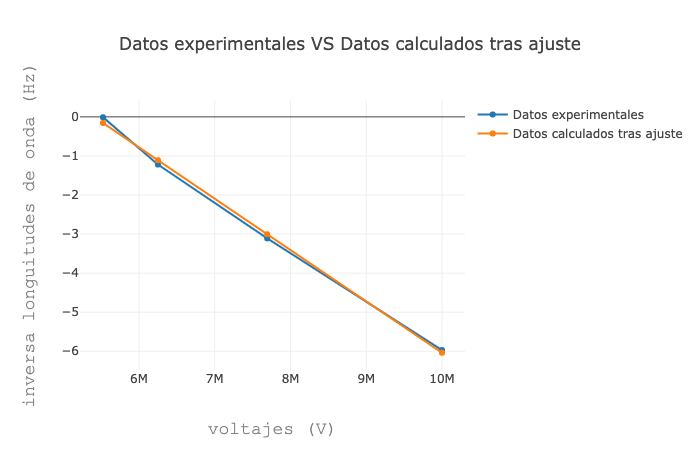 Datos experimentales VS Datos calculados tras ajuste
inversa longuitudes de onda (Hz)
0
−1
−2
−3
−4
−5
−6
6M
7M
8M
9M
10M
voltajes (V)
Datos experimentales
Datos calculados tras ajuste